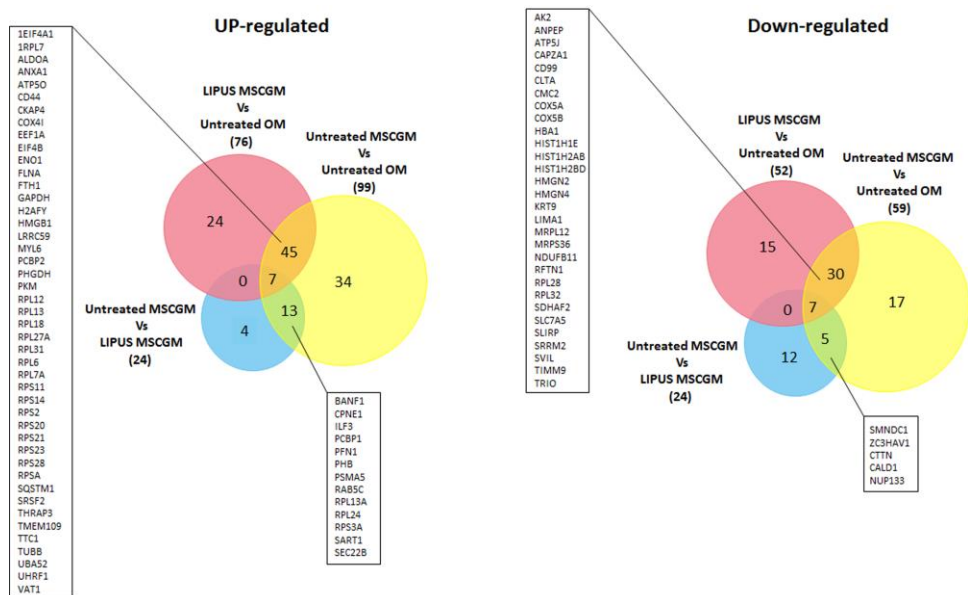 UP-regulated
1EIF4A1
1RPL7
ALDOA
ANXA1
ATP5O
CD44
CKAP4
COX4I
EEF1A
EIF4B
ENO1
FLNA
FTH1
GAPDH
H2AFY
HMGB1
LRRC59
MYL6
PCBP2
PHGDH
PKM
RPL12
RPL13
RPL18
RPL27A
RPL31
RPL6
RPL7A
RPS11
RPS14
RPS2
RPS20
RPS21
RPS23
RPS28
RPSA
SQSTM1
SRSF2
THRAP3
TMEM109
TTC1
TUBB
UBA52
UHRF1
VAT1
LIPUS MSCGM
Vs
Untreated OM
(76)
Untreated MSCGM
Vs
Untreated OM
(99)
24
45
0
7
34
13
4
Untreated MSCGM
Vs
LIPUS MSCGM
(24)
BANF1
CPNE1
ILF3
PCBP1
PFN1
PHB
PSMA5
RAB5C
RPL13A
RPL24
RPS3A
SART1
SEC22B
Down-regulated
AK2
ANPEP
ATP5J
CAPZA1
CD99
CLTA
CMC2
COX5A
COX5B
HBA1
HIST1H1E
HIST1H2AB
HIST1H2BD
HMGN2
HMGN4
KRT9
LIMA1
MRPL12
MRPS36
NDUFB11
RFTN1
RPL28
RPL32
SDHAF2
SLC7A5
SLIRP
SRRM2
SVIL
TIMM9
TRIO
LIPUS MSCGM
Vs
Untreated OM
(52)
Untreated MSCGM
Vs
Untreated OM
(59)
15
30
0
7
17
5
12
Untreated MSCGM
Vs
LIPUS MSCGM
(24)
SMNDC1
ZC3HAV1
CTTN
CALD1
NUP133